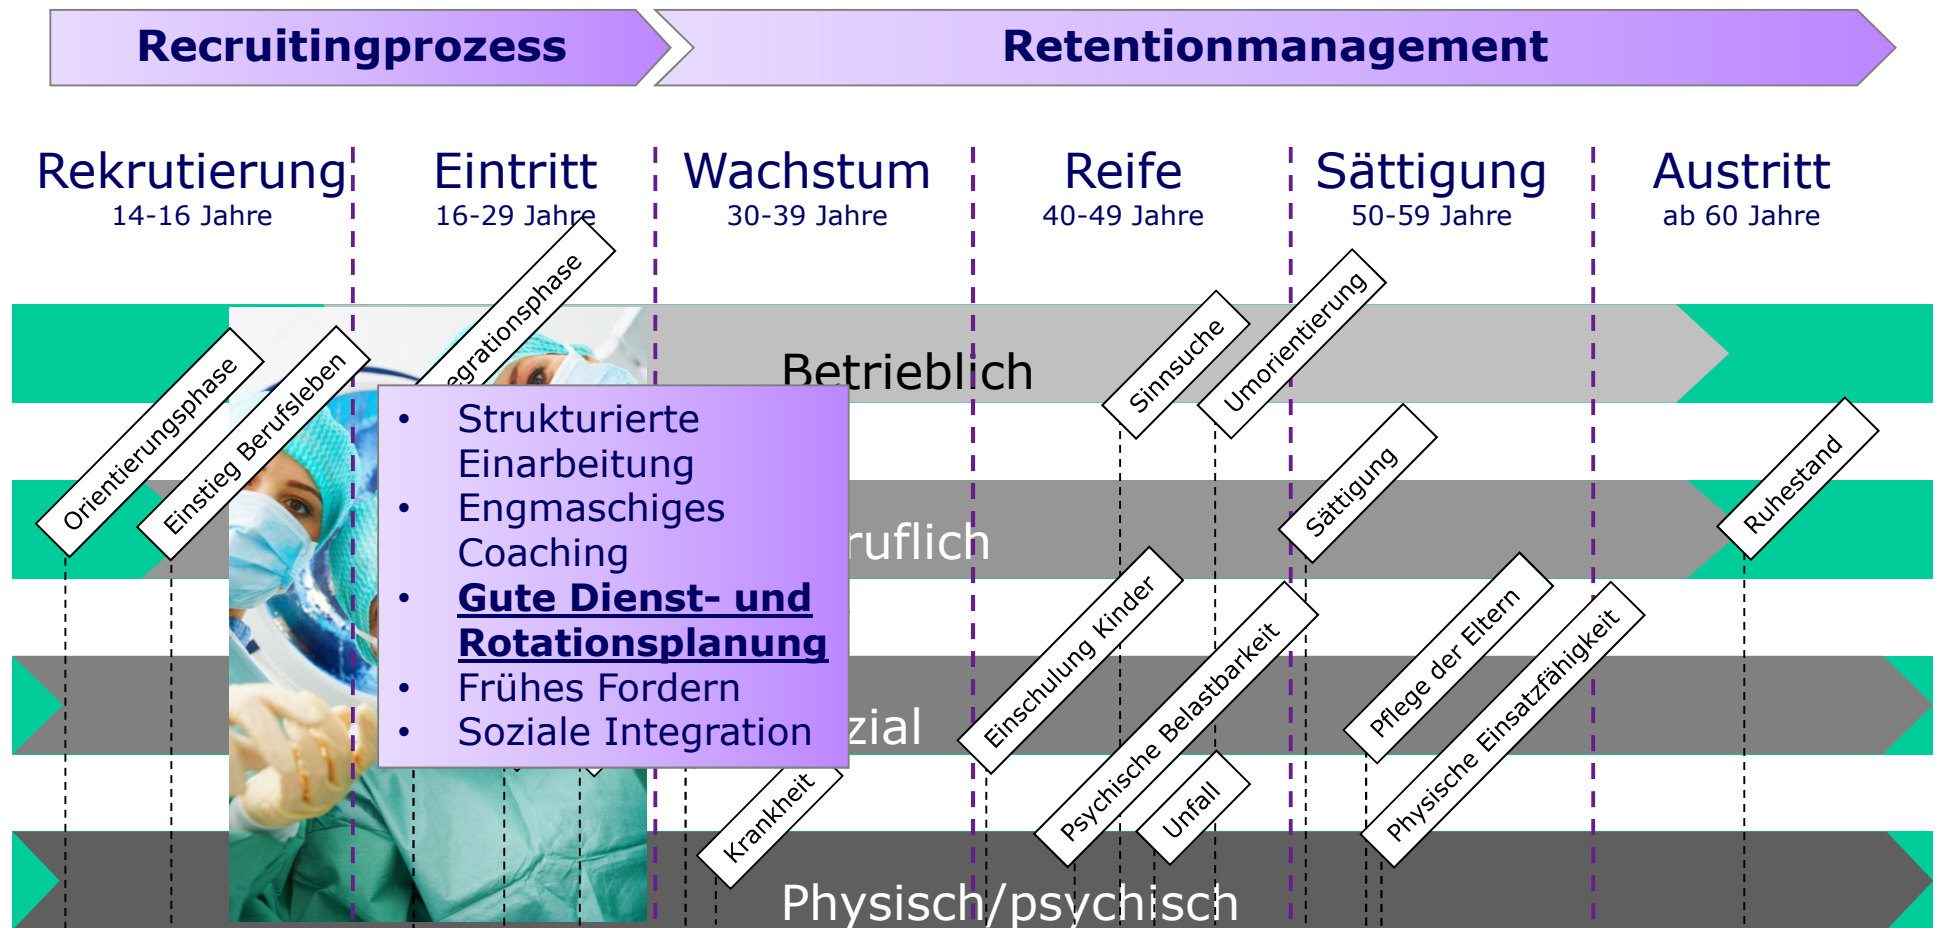 Recruitingprozess
Retentionmanagement
Rekrutierung
14-16 Jahre
Eintritt
16-29 Jahre
Wachstum
30-39 Jahre
Reife
40-49 Jahre
Sättigung
50-59 Jahre
Austritt
ab 60 Jahre
Betrieblich
ruflich
zial
Physisch/psychisch
Orientierungsphase
Einstieg Berufsleben
egrationsphase
• Strukturierte
Einarbeitung
• Engmaschiges
Coaching
• Gute Dienst- und
Rotationsplanung
• Frühes Fordern
• Soziale Integration
Krankheit
Sinnsuche
Umorientierung
Einschulung Kinder
Psychische Belastbarkeit
Unfall
Sättigung
Pflege der Eltern
Physische Einsatzfähigkeit
Ruhestand